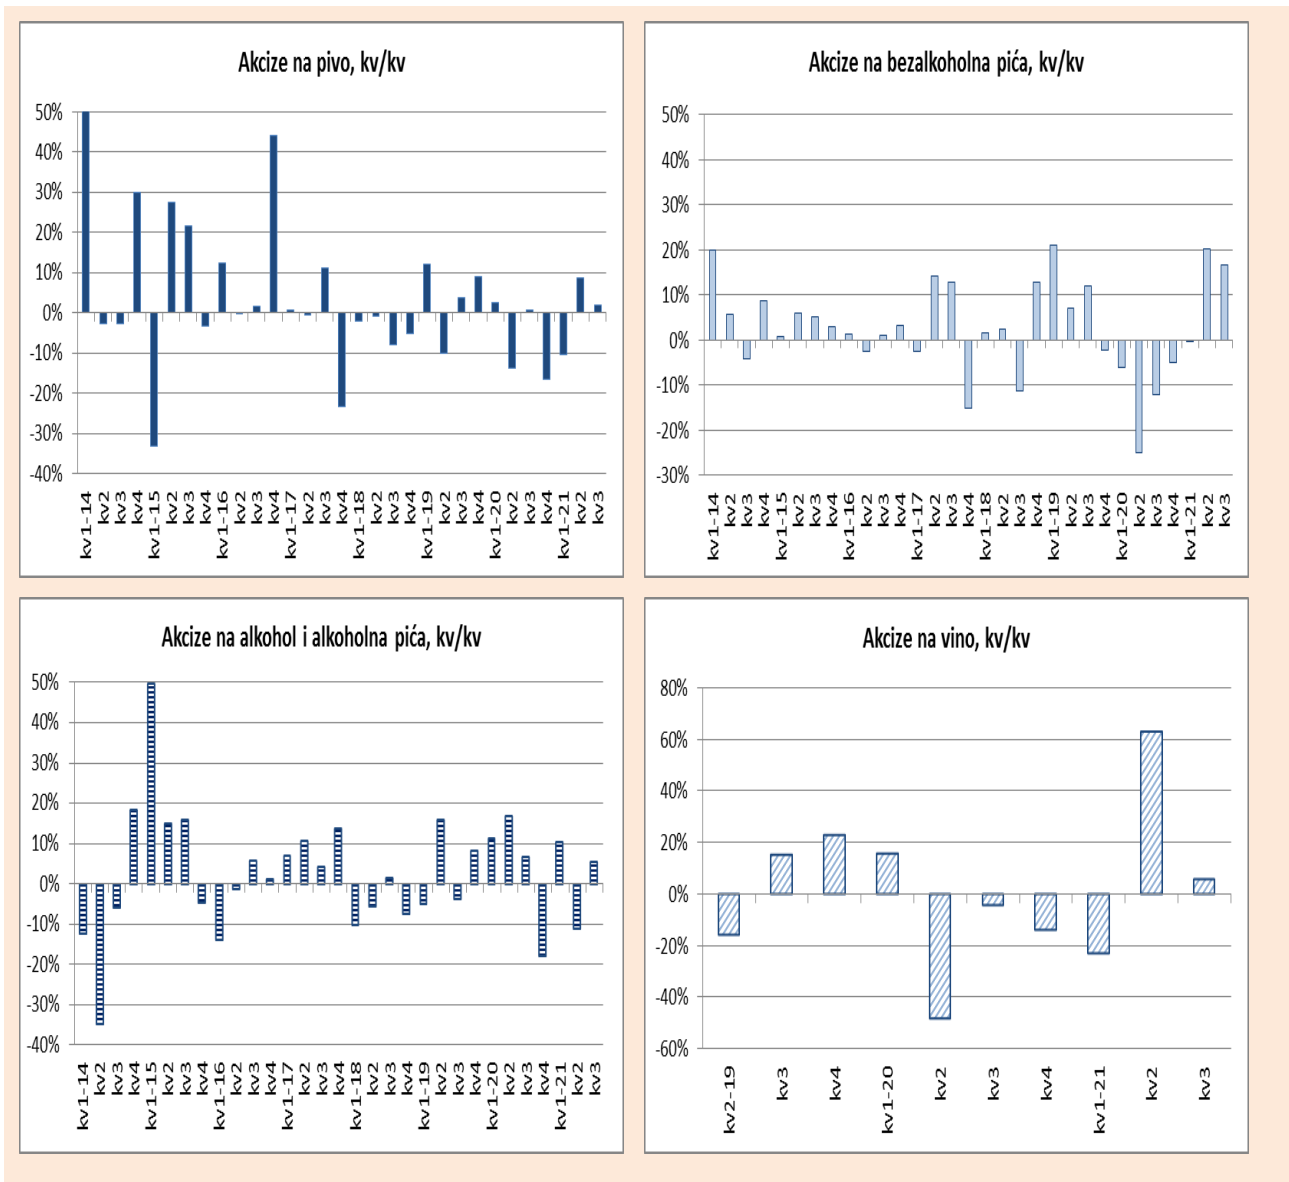 Akcize na pivo, kv/kv
50%
40%
30%
20%
10%
0%
-10%
-20%
-30%
-40%
kv1-14
kv2
kv3
kv4
kv1-15
kv2
kv3
kv4
kv1-16
kv2
kv3
kv4
kv1-17
kv2
kv3
kv4
kv1-18
kv2
kv3
kv4
kv1-19
kv2
kv3
kv4
kv1-20
kv2
kv3
kv4
kv1-21
kv2
kv3
Akcize na bezalkoholna pića, kv/kv
50%
40%
30%
20%
10%
0%
-10%
-20%
-30%
kv1-14
kv2
kv3
kv4
kv1-15
kv2
kv3
kv4
kv1-16
kv2
kv3
kv4
kv1-17
kv2
kv3
kv4
kv1-18
kv2
kv3
kv4
kv1-19
kv2
kv3
kv4
kv1-20
kv2
kv3
kv4
kv1-21
kv2
kv3
Akcize na alkohol i alkoholna pića, kv/kv
50%
40%
30%
20%
10%
0%
-10%
-20%
-30%
-40%
kv1-14
kv2
kv3
kv4
kv1-15
kv2
kv3
kv4
kv1-16
kv2
kv3
kv4
kv1-17
kv2
kv3
kv4
kv1-18
kv2
kv3
kv4
kv1-19
kv2
kv3
kv4
kv1-20
kv2
kv3
kv4
kv1-21
kv2
kv3
Akcize na vino, kv/kv
80%
60%
40%
20%
0%
-20%
-40%
-60%
kv2-19
kv3
kv4
kv1-20
kv2
kv3
kv4
kv1-21
kv2
kv3